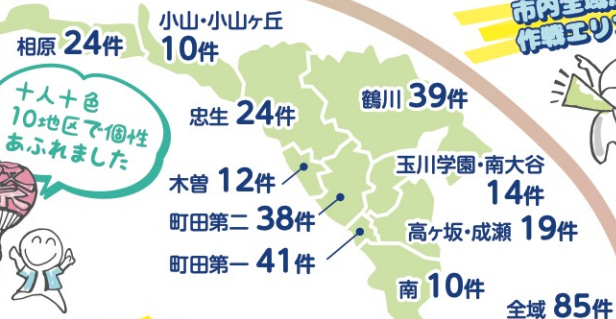 小山・小山ヶ丘
10件
相原 24件
十人十色
10地区で個性
あふれました
忠生 24件
鶴川 39件
木曽 12件
玉川学園・南大谷
14件
町田第二 38件
高ヶ坂・成瀬 19件
町田第一 41件
南 10件
全域 85件
作戦エリ